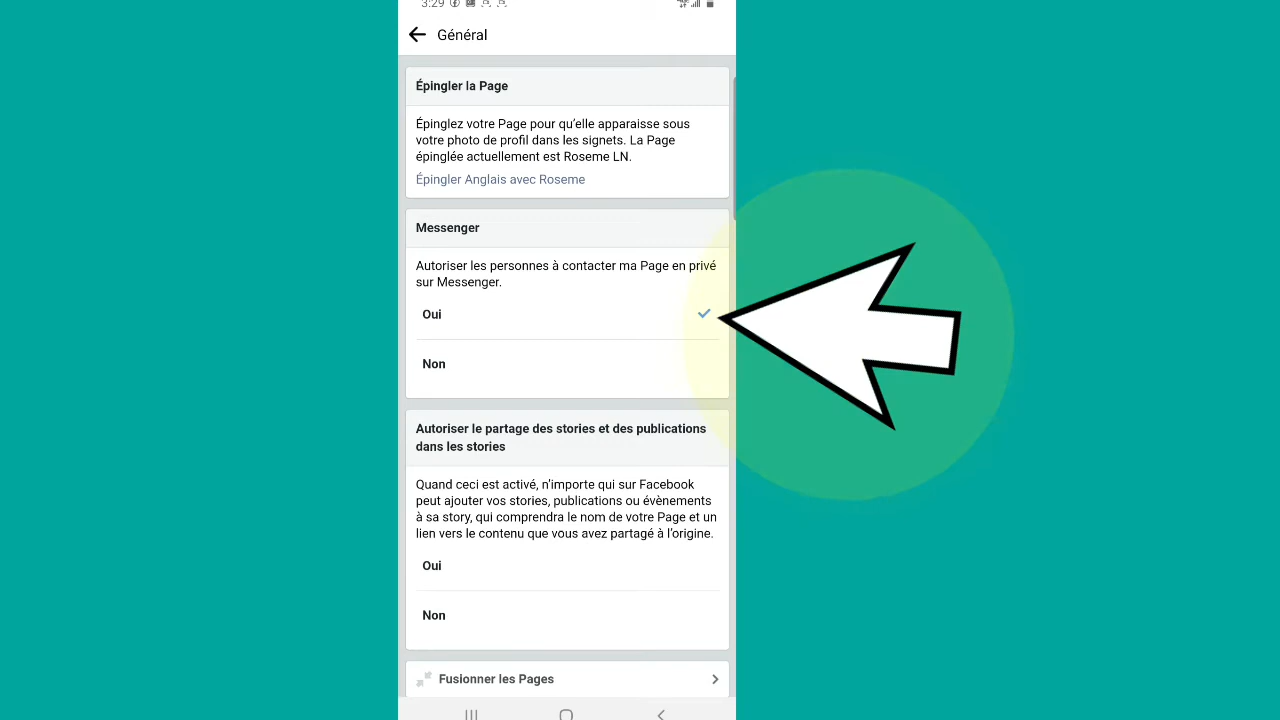 3:29
Général
Épingler la Page
Épinglez votre Page pour qu'elle apparaisse sous
votre photo de profil dans les signets. La Page
épinglée actuellement est Roseme LN.
Épingler Anglais avec Roseme
Messenger
Autoriser les personnes à contacter ma Page en privé
sur Messenger.
Oui
Non
Autoriser le partage des stories et des publications
dans les stories
Quand ceci est activé, n'importe qui sur Facebook
peut ajouter vos stories, publications ou évènements
à sa story, qui comprendra le nom de votre Page et un
lien vers le contenu que vous avez partagé à l'origine.
Oui
Non
Fusionner les Pages